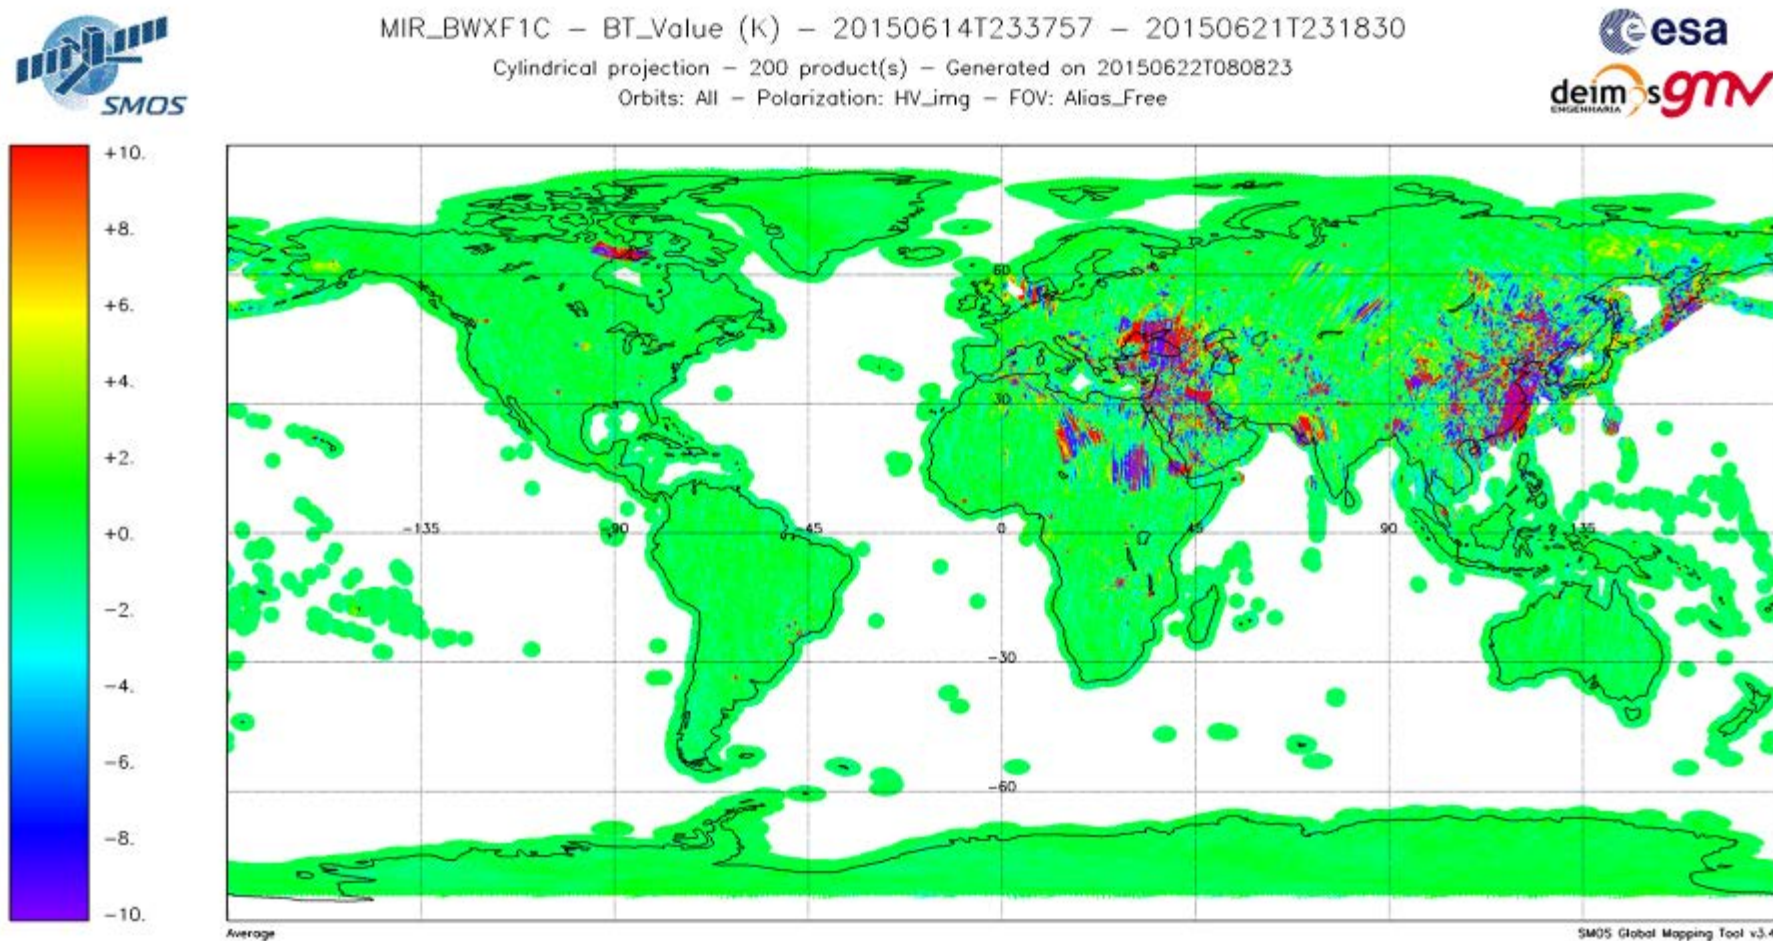 SMOS
MIR_BWXF1C – BT_Value (K) – 20150614T233757 – 20150621T231830
Cylindrical projection – 200 product(s) – Generated on 20150622T080823
Orbits: All – Polarization: HV_img – FOV: Alias_Free
esa
deimos
ENGENHARIA
gmv
+10.
+8.
+6.
+4.
+2.
+0.
-2.
-4.
-6.
-8.
-10.
60
30
-135
-90
-45
0
45
90
135
-30
-60
Average
SMOS Global Mapping Tool v3.4